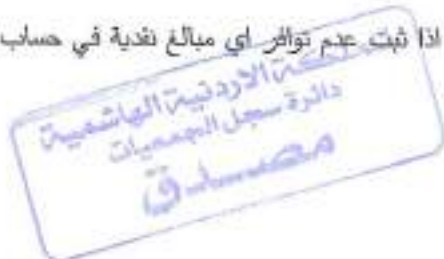 اذا ثبت عدم توافر اي مبالغ نقدية في حساب
المملكة الاردنية الهاشمية
دائرة سجل الجمعيات
مصدق